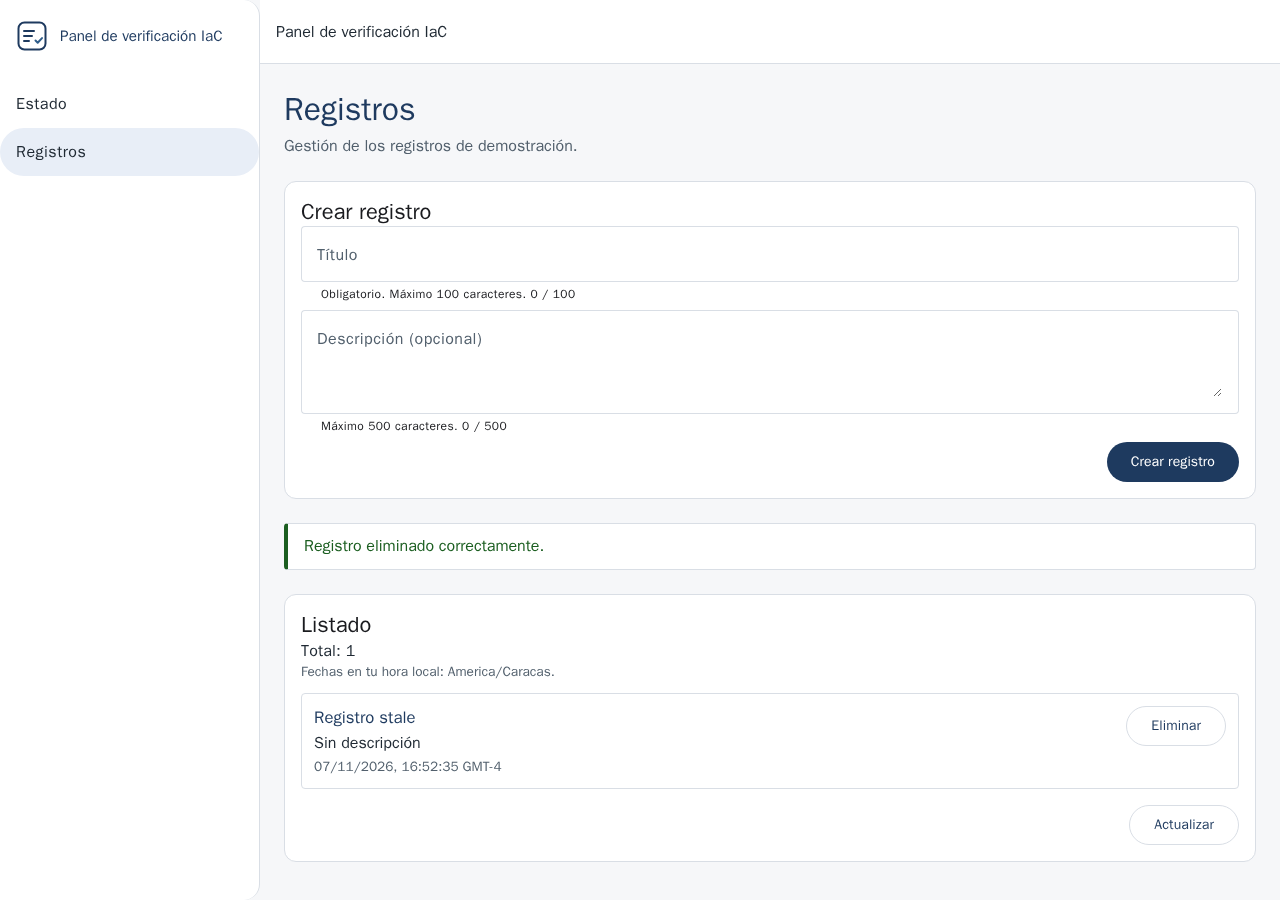 Panel de verificación IaC
Estado
Registros
Panel de verificación IaC
Registros
Gestión de los registros de demostración.
Crear registro
Título
Obligatorio. Máximo 100 caracteres. 0 / 100
Descripción (opcional)
Máximo 500 caracteres. 0 / 500
Crear registro
Registro eliminado correctamente.
Listado
Total: 1
Fechas en tu hora local: America/Caracas.
Registro stale
Eliminar
Sin descripción
07/11/2026, 16:52:35 GMT-4
Actualizar